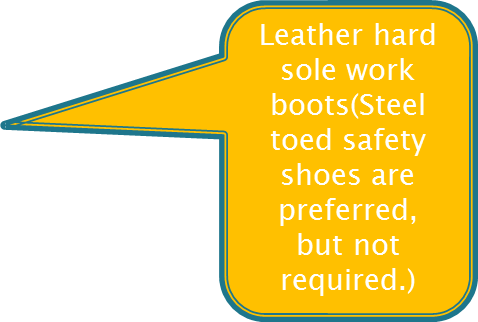 Leather hard
sole work
boots(Steel
toed safety
shoes are
preferred,
but not
required.)